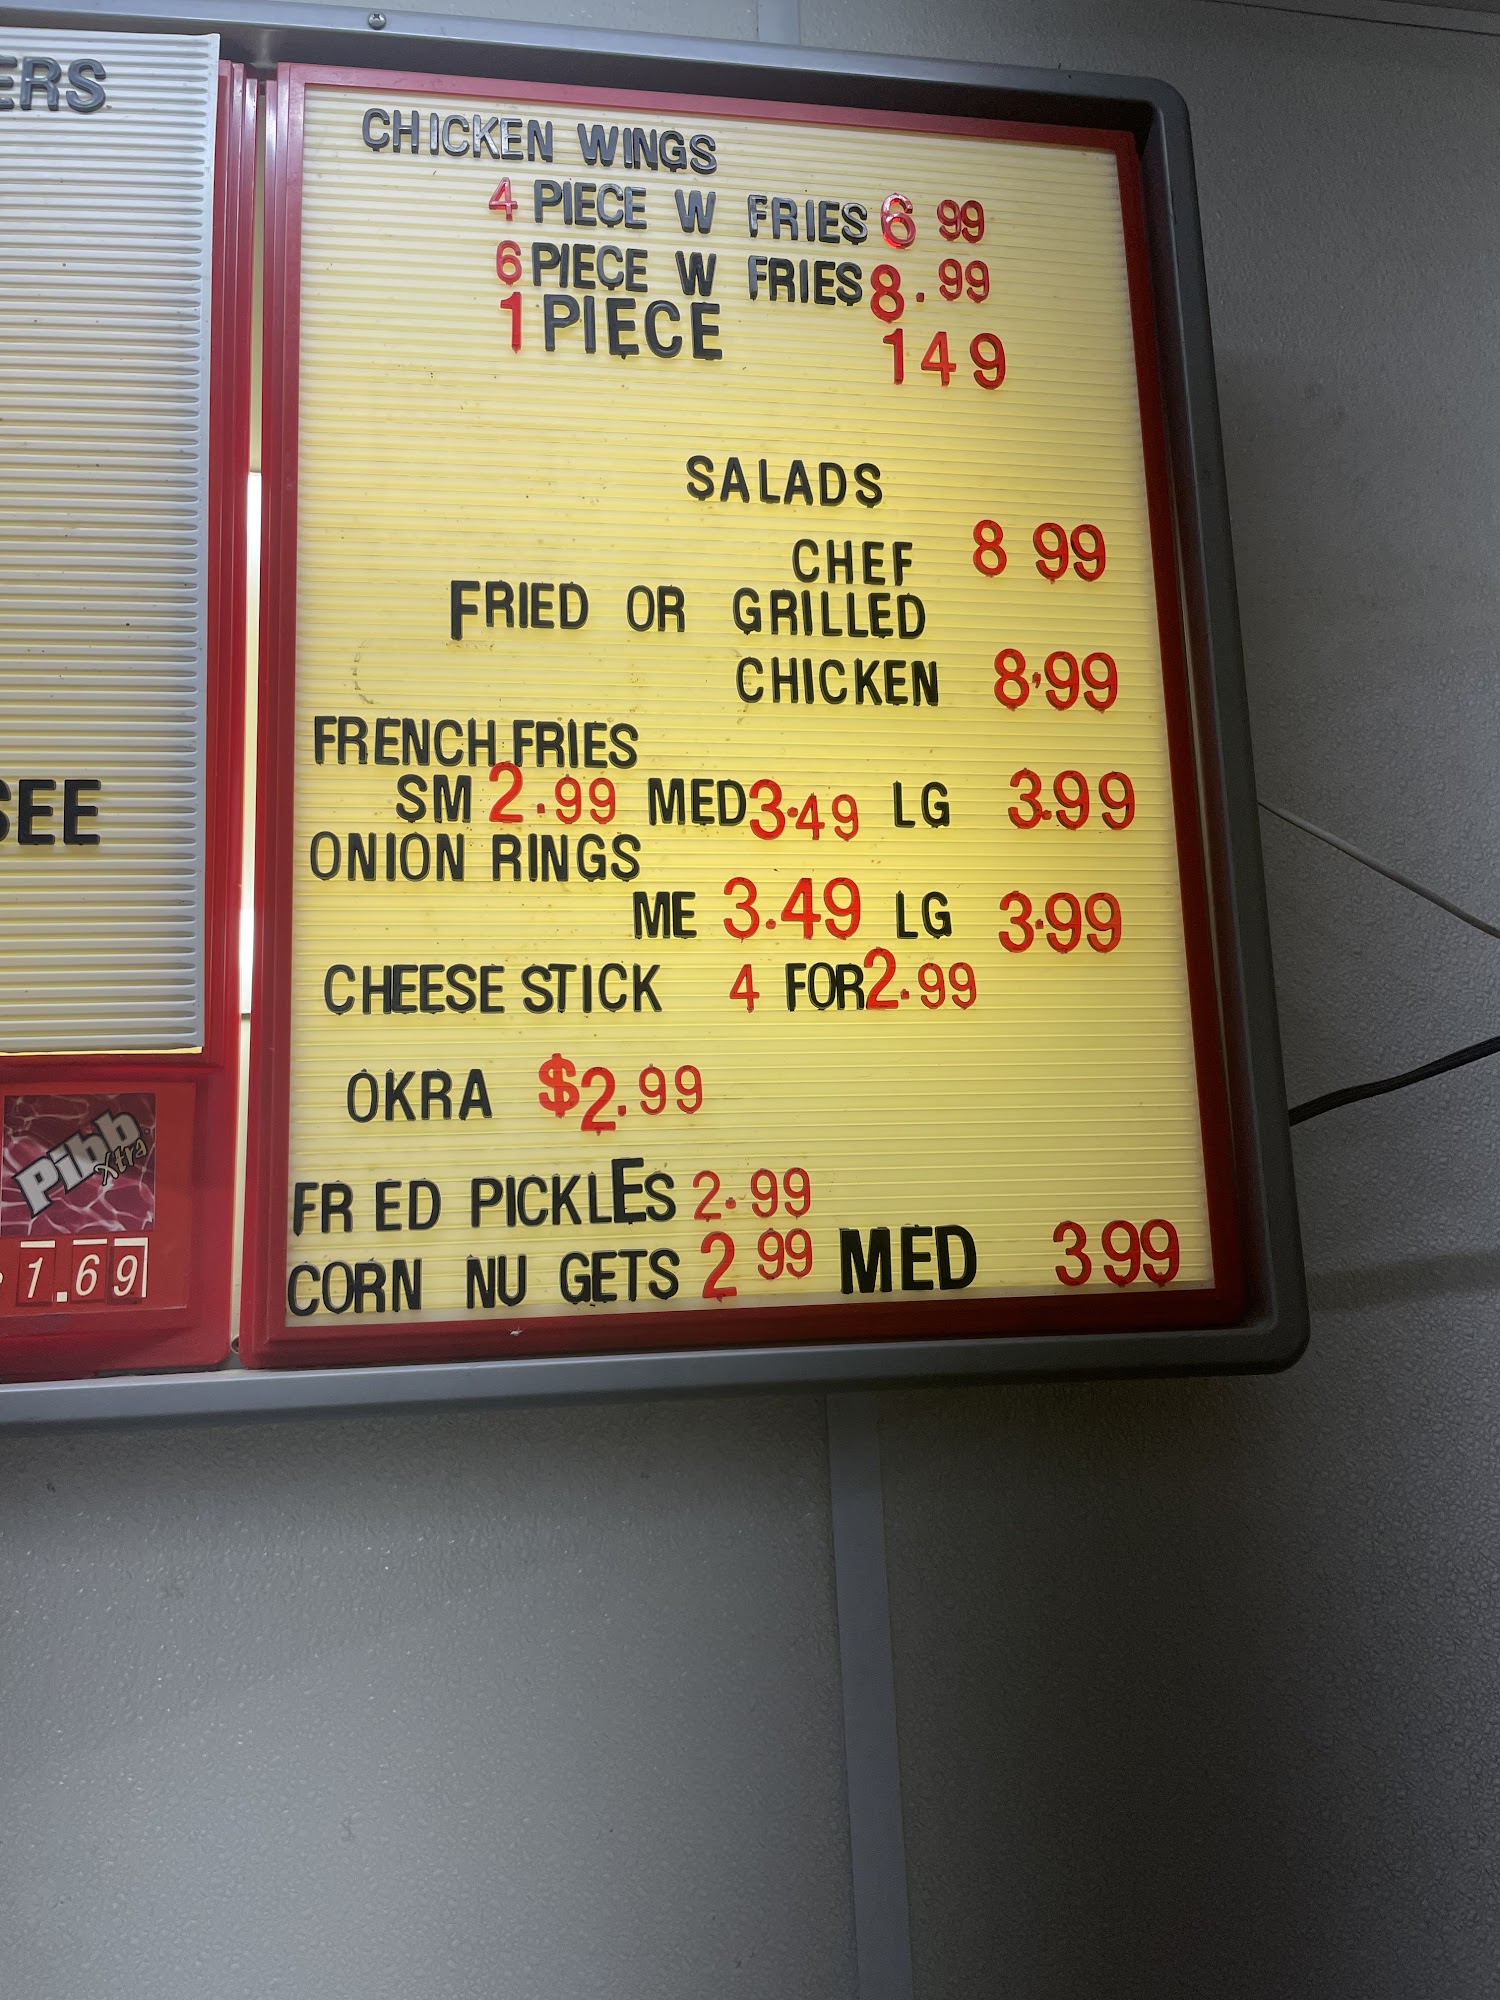 ERS
SEE
Pibb
Xtra
1.69
CHICKEN WINGS
4 PIECE W FRIES 6 99
6 PIECE W FRIES 8.99
1 PIECE 149
SALADS
CHEF 8 99
FRIED OR GRILLED
CHICKEN 8.99
FRENCH FRIES
SM 2.99 MED 3.49 LG 3.99
ONION RINGS
ME 3.49 LG 3.99
CHEESE STICK 4 FOR 2.99
OKRA $2.99
FR ED PICKLES 2.99
CORN NU GETS 2 99 MED 3 99